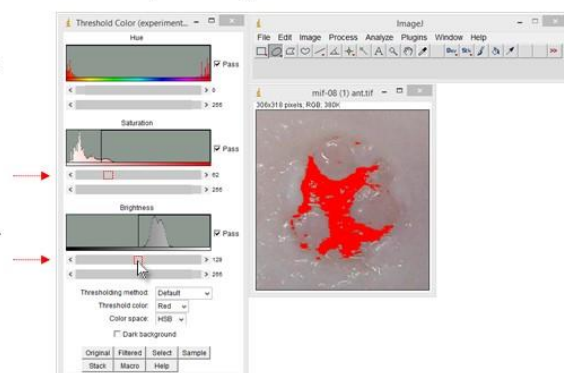 Threshold Color (experiment...
Hue
Pass
0
255
Saturation
Pass
62
255
Brightness
Pass
128
255
Thresholding method: Default
Threshold color: Red
Color space: HSB
Dark background
Original Filtered Select Sample
Stack Macro Help
ImageJ
File Edit Image Process Analyze Plugins Window Help
Dev Stk
mif-08 (1) ant.tif
306x318 pixels; RGB; 380K